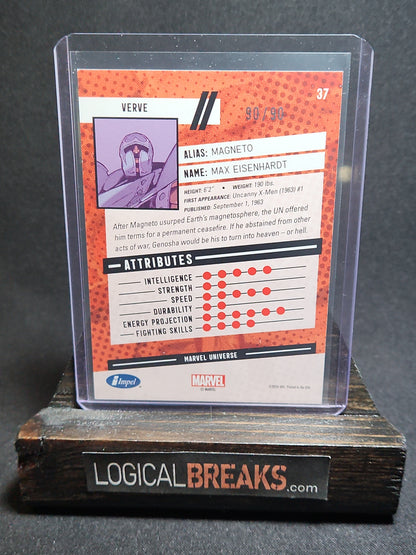 37
VERVE
90/90
ALIAS: MAGNETO
NAME: MAX EISENHARDT
HEIGHT: 6'2" • WEIGHT: 190 lbs.
FIRST APPEARANCE: Uncanny X-Men (1963) #1
PUBLISHED: September 1, 1963
After Magneto usurped Earth's magnetosphere, the UN offered
him terms for a permanent ceasefire. If he abstained from other
acts of war, Genosha would be his to turn into heaven – or hell.
ATTRIBUTES
INTELLIGENCE
STRENGTH
SPEED
DURABILITY
ENERGY PROJECTION
FIGHTING SKILLS
MARVEL UNIVERSE
Impel
MARVEL
© MARVEL
LOGICALBREAKS.com